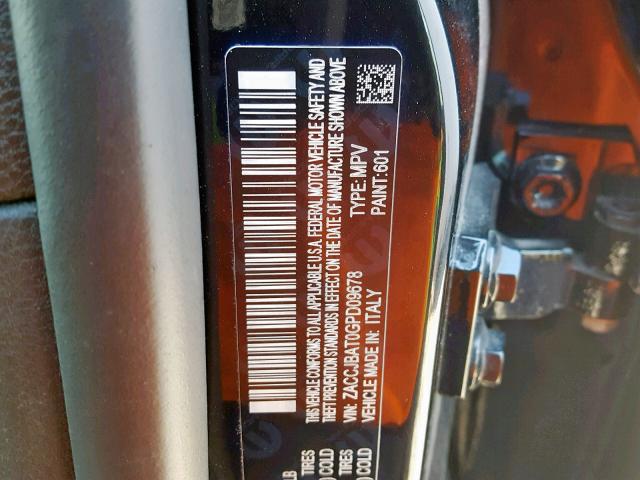 THIS VEHICLE CONFORMS TO ALL APPLICABLE U.S.A. FEDERAL MOTOR VEHICLE SAFETY AND
THEFT PREVENTION STANDARDS IN EFFECT ON THE DATE OF MANUFACTURE SHOWN ABOVE
VIN: ZACCJBAT0GPD09678 TYPE: MPV
VEHICLE MADE IN: ITALY PAINT: 601
LB
TIRES
COLD
TIRES
COLD